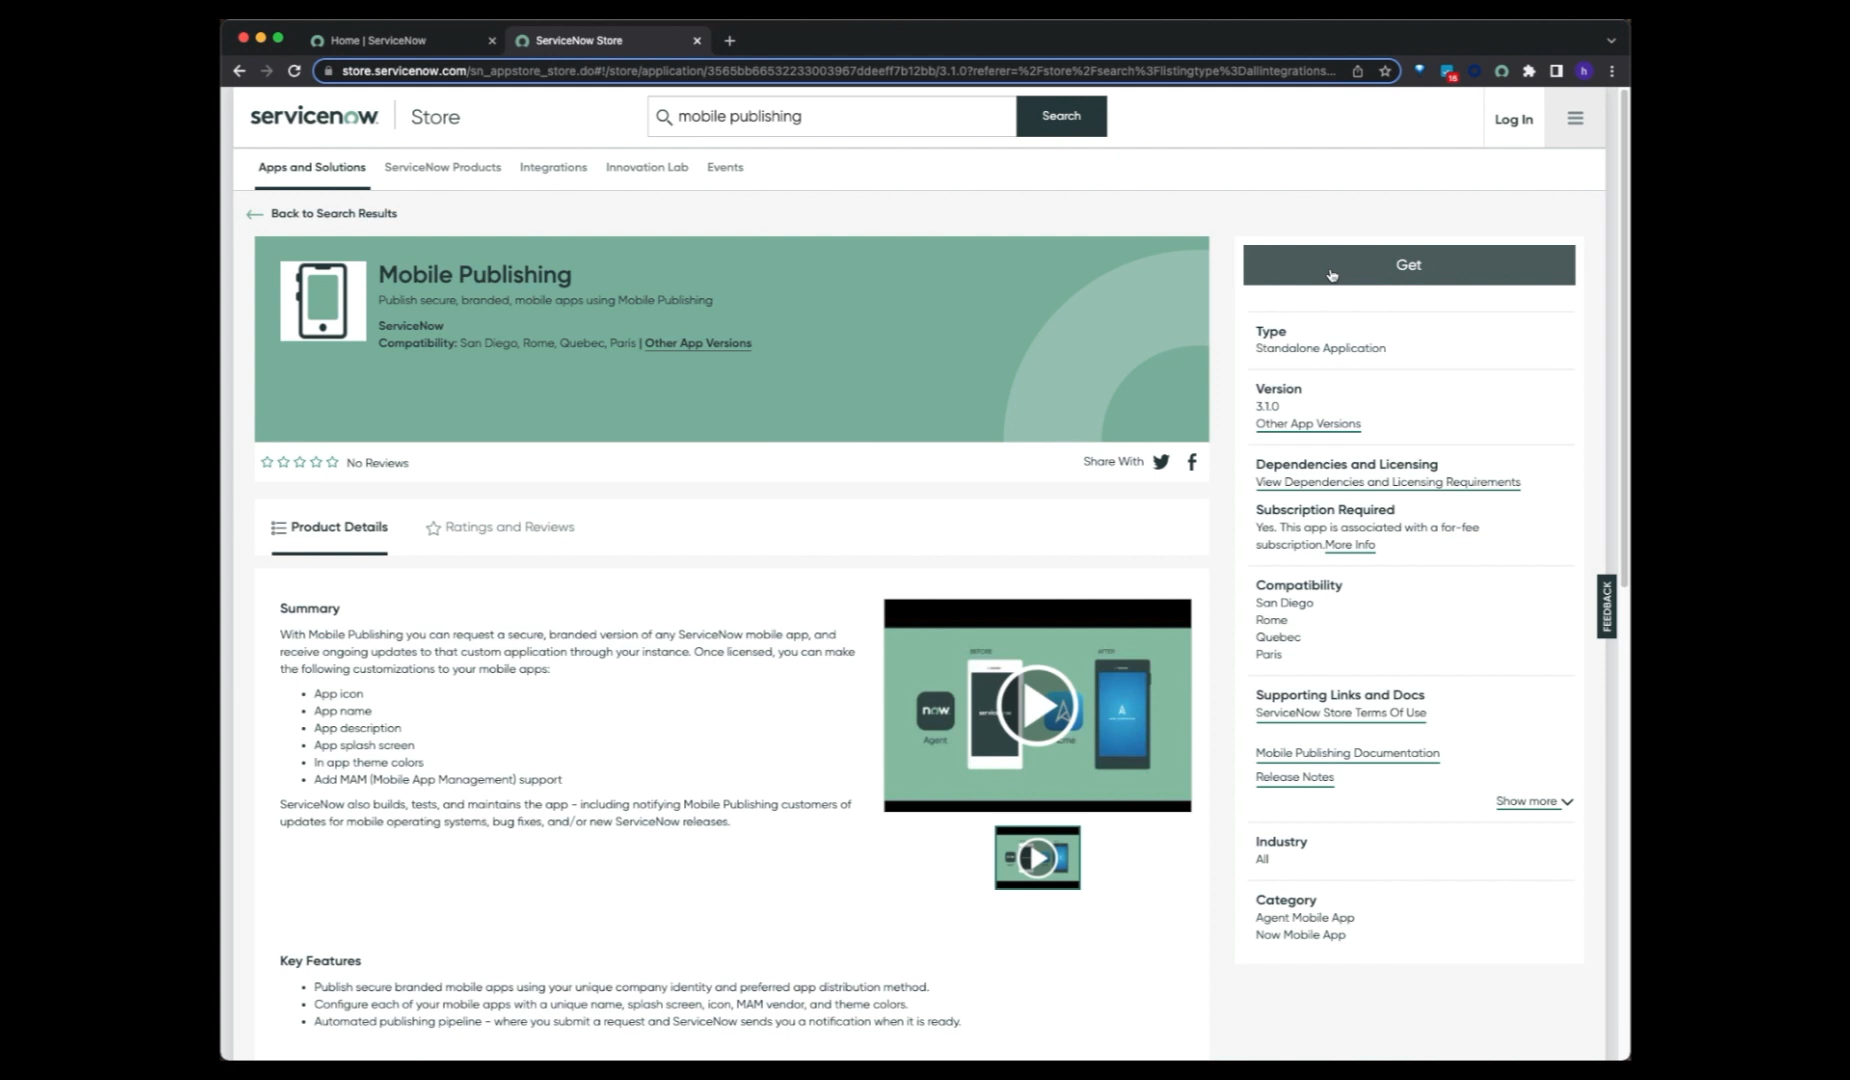 Home | ServiceNow
ServiceNow Store
store.servicenow.com/sn_appstore_store.do#!/store/application/3565bb66532233003967ddeeff7b12bb/3.1.0?referer=%2Fstore%2Fsearch%3Flistingtype%3Dallintegrations...
16
h
servicenow
Store
mobile publishing
Search
Log In
Apps and Solutions
ServiceNow Products
Integrations
Innovation Lab
Events
Back to Search Results
Mobile Publishing
Publish secure, branded, mobile apps using Mobile Publishing
ServiceNow
Compatibility: San Diego, Rome, Quebec, Paris | Other App Versions
No Reviews
Share With
Product Details
Ratings and Reviews
Summary
With Mobile Publishing you can request a secure, branded version of any ServiceNow mobile app, and
receive ongoing updates to that custom application through your instance. Once licensed, you can make
the following customizations to your mobile apps:
• App icon
• App name
• App description
• App splash screen
• In app theme colors
• Add MAM (Mobile App Management) support
ServiceNow also builds, tests, and maintains the app - including notifying Mobile Publishing customers of
updates for mobile operating systems, bug fixes, and/or new ServiceNow releases.
BEFORE
AFTER
now
Agent
A
Key Features
• Publish secure branded mobile apps using your unique company identity and preferred app distribution method.
• Configure each of your mobile apps with a unique name, splash screen, icon, MAM vendor, and theme colors.
• Automated publishing pipeline - where you submit a request and ServiceNow sends you a notification when it is ready.
Get
Type
Standalone Application
Version
3.1.0
Other App Versions
Dependencies and Licensing
View Dependencies and Licensing Requirements
Subscription Required
Yes. This app is associated with a for-fee
subscription.More Info
Compatibility
San Diego
Rome
Quebec
Paris
Supporting Links and Docs
ServiceNow Store Terms Of Use
Mobile Publishing Documentation
Release Notes
Show more
Industry
All
Category
Agent Mobile App
Now Mobile App
FEEDBACK